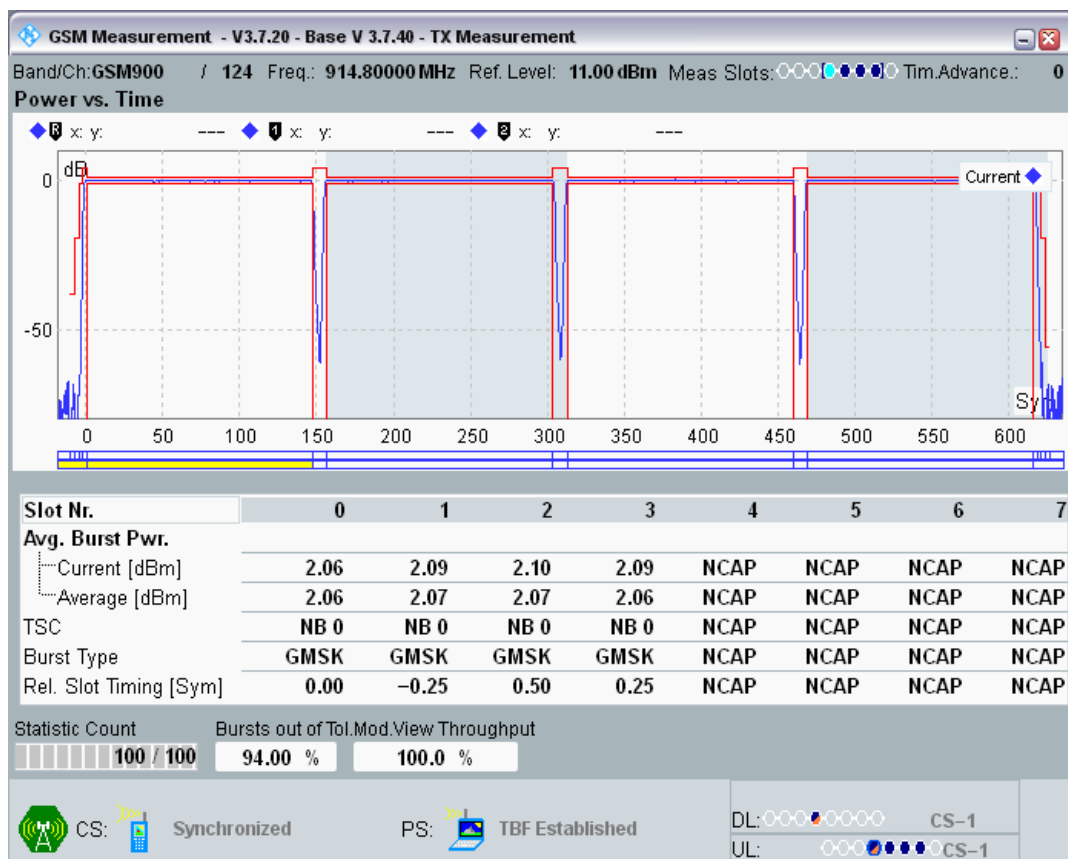 GSM Measurement - V3.7.20 - Base V 3.7.40 - TX Measurement
Band/Ch:GSM900 / 124 Freq.: 914.80000 MHz Ref. Level: 11.00 dBm Meas Slots: Tim.Advance.: 0
Power vs. Time
R x: y: --- 1 x: y: --- 2 x: y: ---
dB
0
Current
-50
Sy
0 50 100 150 200 250 300 350 400 450 500 550 600
Slot Nr. 0 1 2 3 4 5 6 7
Avg. Burst Pwr.
Current [dBm] 2.06 2.09 2.10 2.09 NCAP NCAP NCAP NCAP
Average [dBm] 2.06 2.07 2.07 2.06 NCAP NCAP NCAP NCAP
TSC NB 0 NB 0 NB 0 NB 0 NCAP NCAP NCAP NCAP
Burst Type GMSK GMSK GMSK GMSK NCAP NCAP NCAP NCAP
Rel. Slot Timing [Sym] 0.00 −0.25 0.50 0.25 NCAP NCAP NCAP NCAP
Statistic Count Bursts out of Tol. Mod.View Throughput
100 / 100 94.00 % 100.0 %
CS: Synchronized PS: TBF Established
DL: CS−1
UL: CS−1